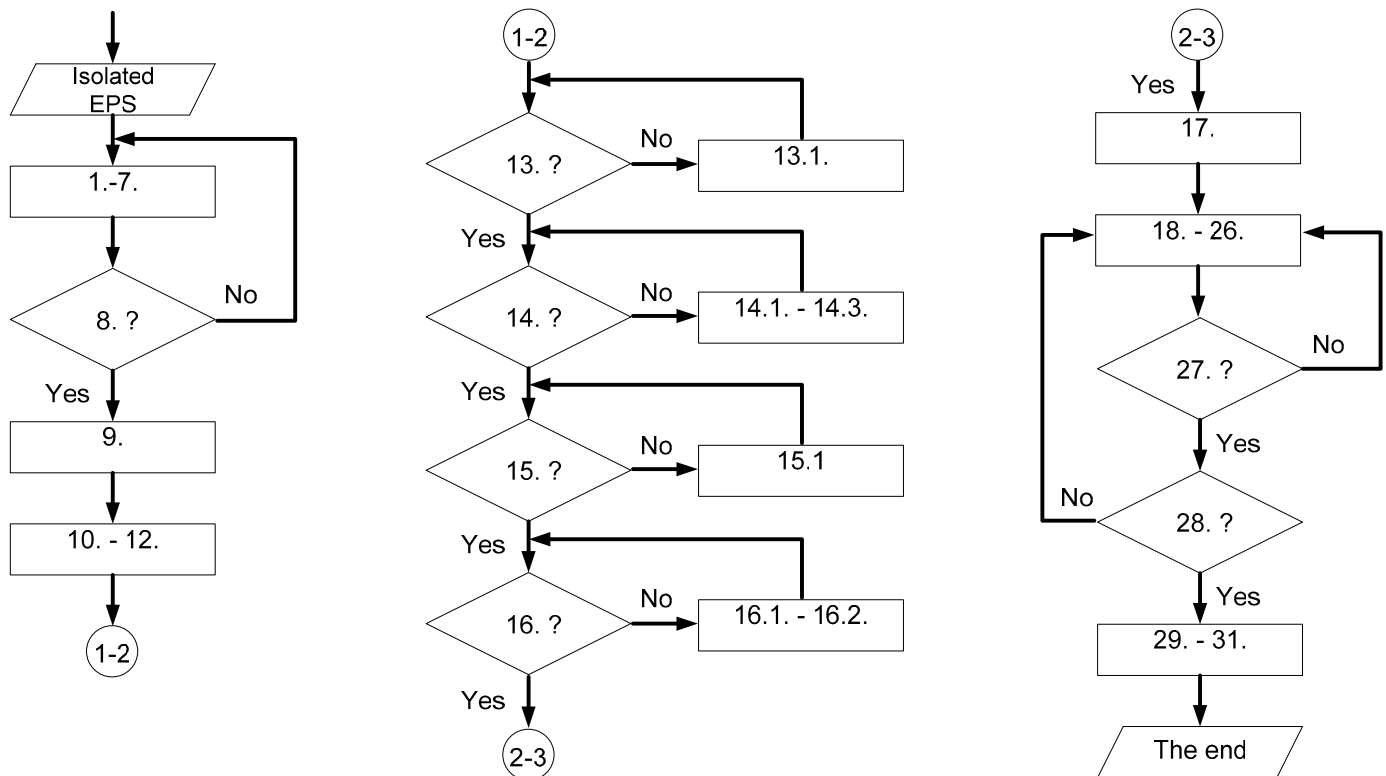 Isolated
EPS
1.-7.
8. ?
No
Yes
9.
10. - 12.
1-2
1-2
13. ?
No
13.1.
Yes
14. ?
No
14.1. - 14.3.
Yes
15. ?
No
15.1
Yes
16. ?
No
16.1. - 16.2.
Yes
2-3
2-3
Yes
17.
18. - 26.
27. ?
No
Yes
28. ?
No
Yes
29. - 31.
The end